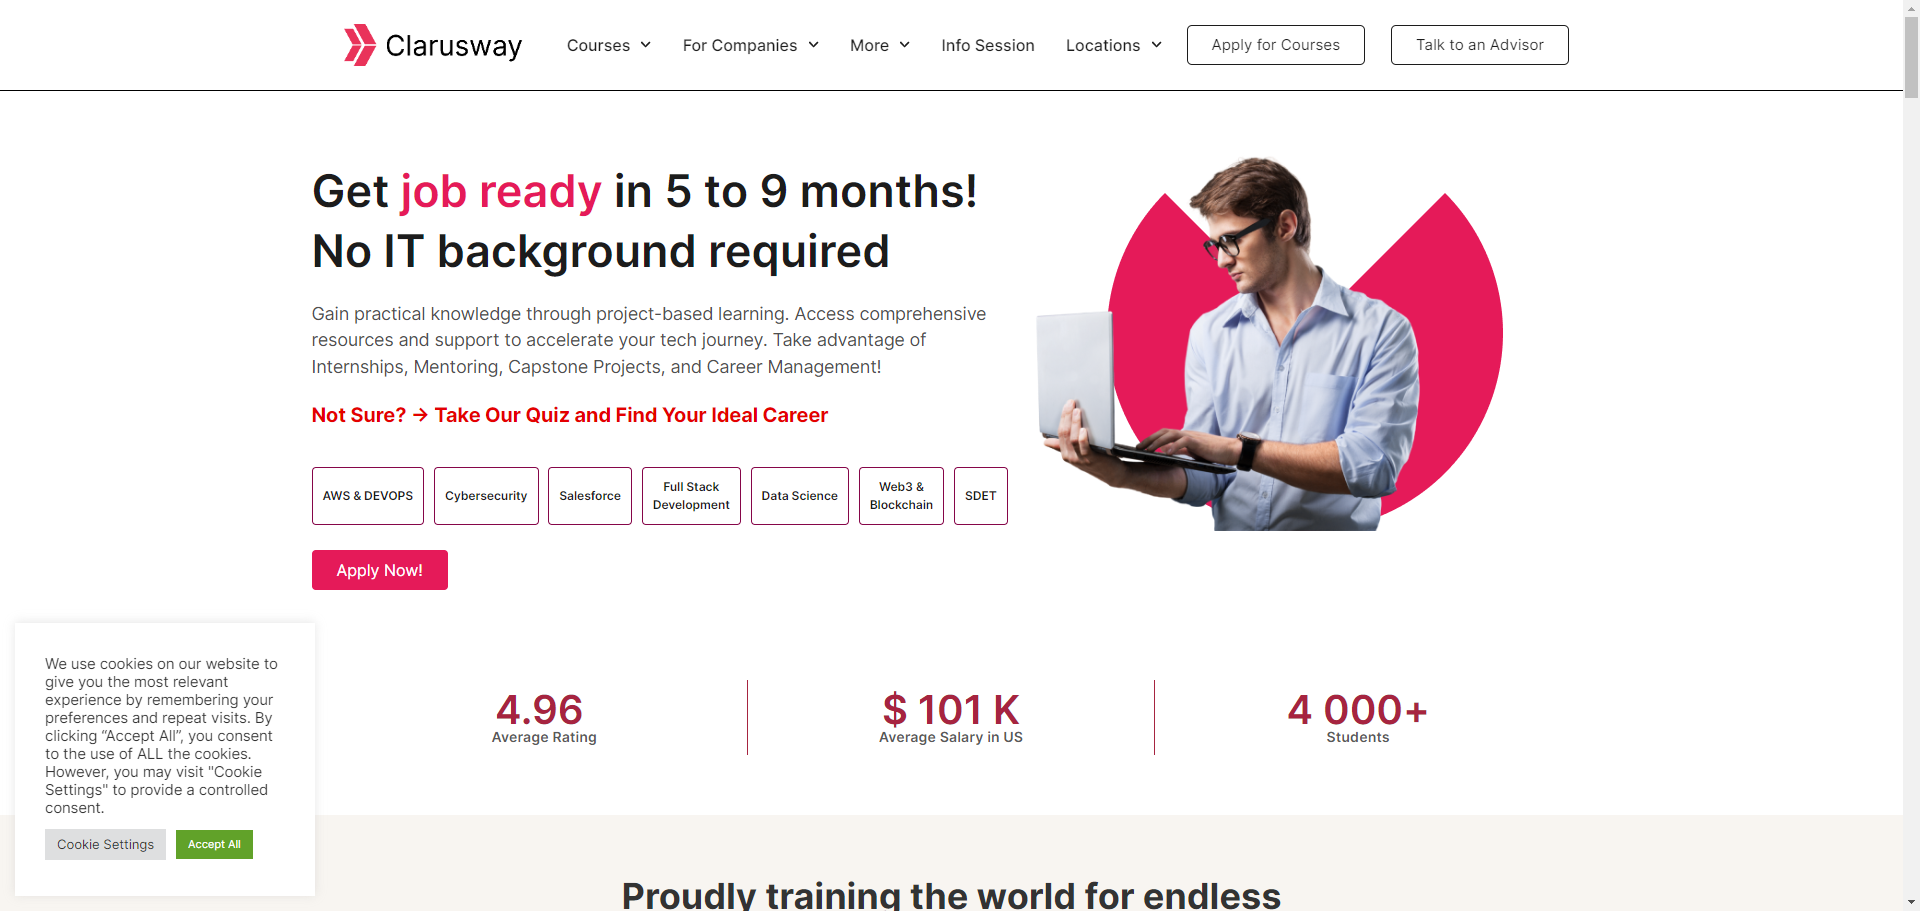 Clarusway
Courses
For Companies
More
Info Session
Locations
Apply for Courses
Talk to an Advisor
Get job ready in 5 to 9 months!
No IT background required
Gain practical knowledge through project-based learning. Access comprehensive
resources and support to accelerate your tech journey. Take advantage of
Internships, Mentoring, Capstone Projects, and Career Management!
Not Sure? → Take Our Quiz and Find Your Ideal Career
AWS & DEVOPS
Cybersecurity
Salesforce
Full Stack
Development
Data Science
Web3 &
Blockchain
SDET
Apply Now!
4.96
Average Rating
$ 101 K
Average Salary in US
4 000+
Students
We use cookies on our website to
give you the most relevant
experience by remembering your
preferences and repeat visits. By
clicking “Accept All”, you consent
to the use of ALL the cookies.
However, you may visit "Cookie
Settings" to provide a controlled
consent.
Cookie Settings
Accept All
Proudly training the world for endless